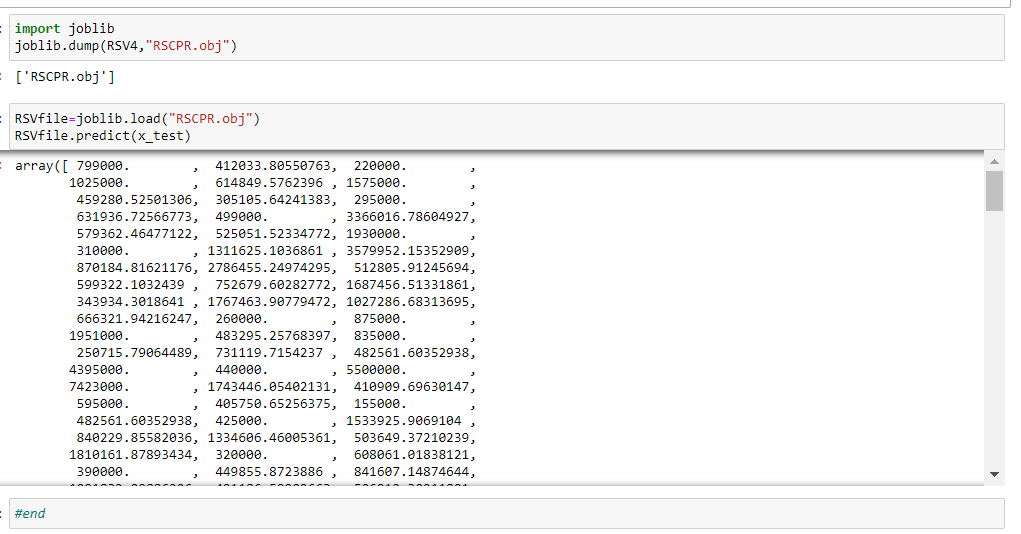 import joblib
joblib.dump(RSV4,"RSCPR.obj")
['RSCPR.obj']
RSVfile=joblib.load("RSCPR.obj")
RSVfile.predict(x_test)
array([ 799000.        ,  412033.80550763,  220000.        ,
1025000.        ,  614849.5762396 , 1575000.        ,
459280.52501306,  305105.64241383,  295000.        ,
631936.72566773,  499000.        , 3366016.78604927,
579362.46477122,  525051.52334772, 1930000.        ,
310000.        , 1311625.1036861 , 3579952.15352909,
870184.81621176, 2786455.24974295,  512805.91245694,
599322.1032439 ,  752679.60282772, 1687456.51331861,
343934.3018641 , 1767463.90779472, 1027286.68313695,
666321.94216247,  260000.        ,  875000.        ,
1951000.        ,  483295.25768397,  835000.        ,
250715.79064489,  731119.7154237 ,  482561.60352938,
4395000.        ,  440000.        , 5500000.        ,
7423000.        , 1743446.05402131,  410909.69630147,
595000.        ,  405750.65256375,  155000.        ,
482561.60352938,  425000.        , 1533925.9069104 ,
840229.85582036, 1334606.46005361,  503649.37210239,
1810161.87893434,  320000.        ,  608061.01838121,
390000.        ,  449855.8723886 ,  841607.14874644,
#end